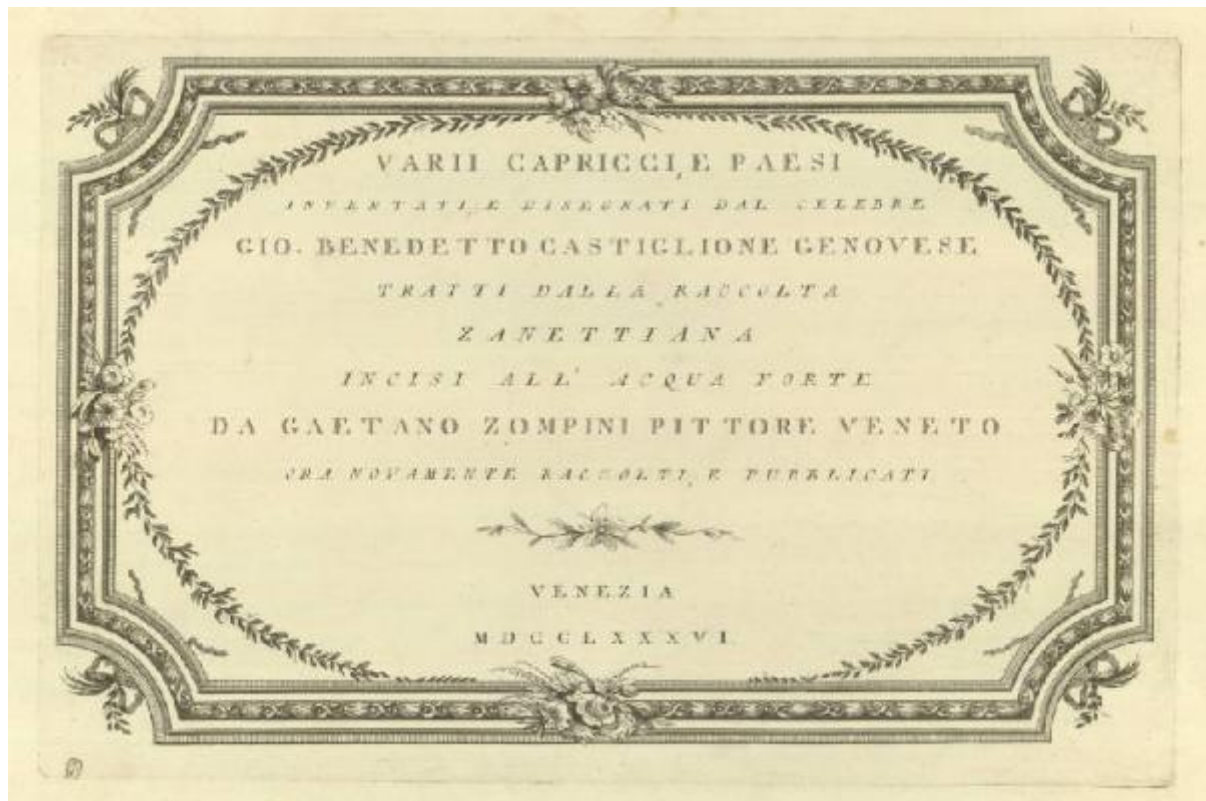 VARII CAPRICCI, E PAESI
INVENTATI, E DISEGNATI DAL CELEBRE
GIO. BENEDETTO CASTIGLIONE GENOVESE
TRATTI DALLA RACCOLTA
ZANETTIANA
INCISI ALL' ACQUA FORTE
DA GAETANO ZOMPINI PITTORE VENETO
ORA NOVAMENTE RACCOLTI, E PUBBLICATI
VENEZIA
MDCCLXXXVI.